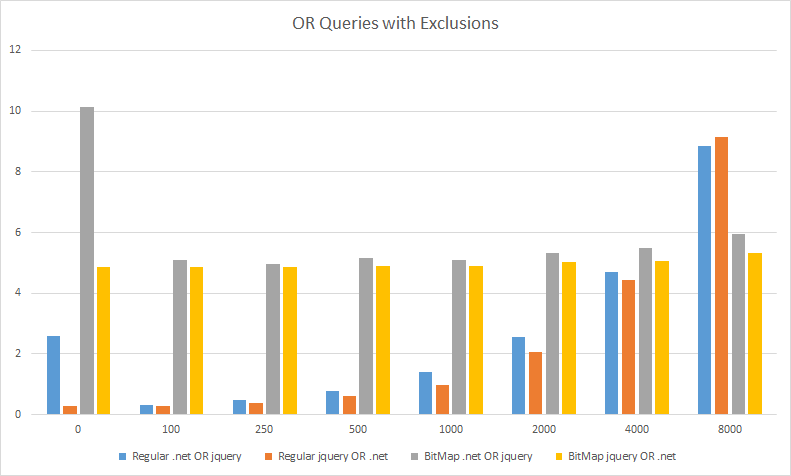 OR Queries with Exclusions
12
10
8
6
4
2
0
0 100 250 500 1000 2000 4000 8000
Regular .net OR jquery Regular jquery OR .net BitMap .net OR jquery BitMap jquery OR .net